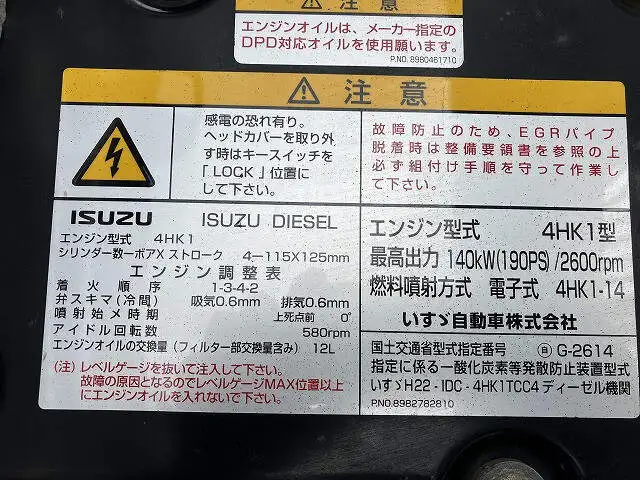 注意
エンジンオイルは、メーカー指定の
DPD対応オイルを使用願います。
P.NO. 8980461710
注意
感電の恐れ有り。
ヘッドカバーを取り外
す時はキースイッチを
「LOCK」位置に
して下さい。
故障防止のため、EGRパイプ
脱着時は整備要領書を参照の上
必ず組付け手順を守って作業し
て下さい。
ISUZU ISUZU DIESEL
エンジン型式 4HK1
シリンダー数ーボアXストローク 4-115X125mm
エンジン調整表
着火順序 1-3-4-2
弁スキマ(冷間) 吸気0.6mm 排気0.6mm
噴射始メ時期 上死点前 0°
アイドル回転数 580rpm
エンジンオイルの交換量(フィルター部交換量含み) 12L
(注)レベルゲージを抜いて注入して下さい。
故障の原因となるのでレベルゲージMAX位置以上
にエンジンオイルを入れないで下さい。
エンジン型式 4HK1型
最高出力 140kW(190PS)/2600rpm
燃料噴射方式 電子式 4HK1-14
いすゞ自動車株式会社
国土交通省型式指定番号 ㊐ G-2614
指定に係る一酸化炭素等発散防止装置型式
いすゞH22-IDC-4HK1TCC4ディーゼル機関
P.NO.8982782810